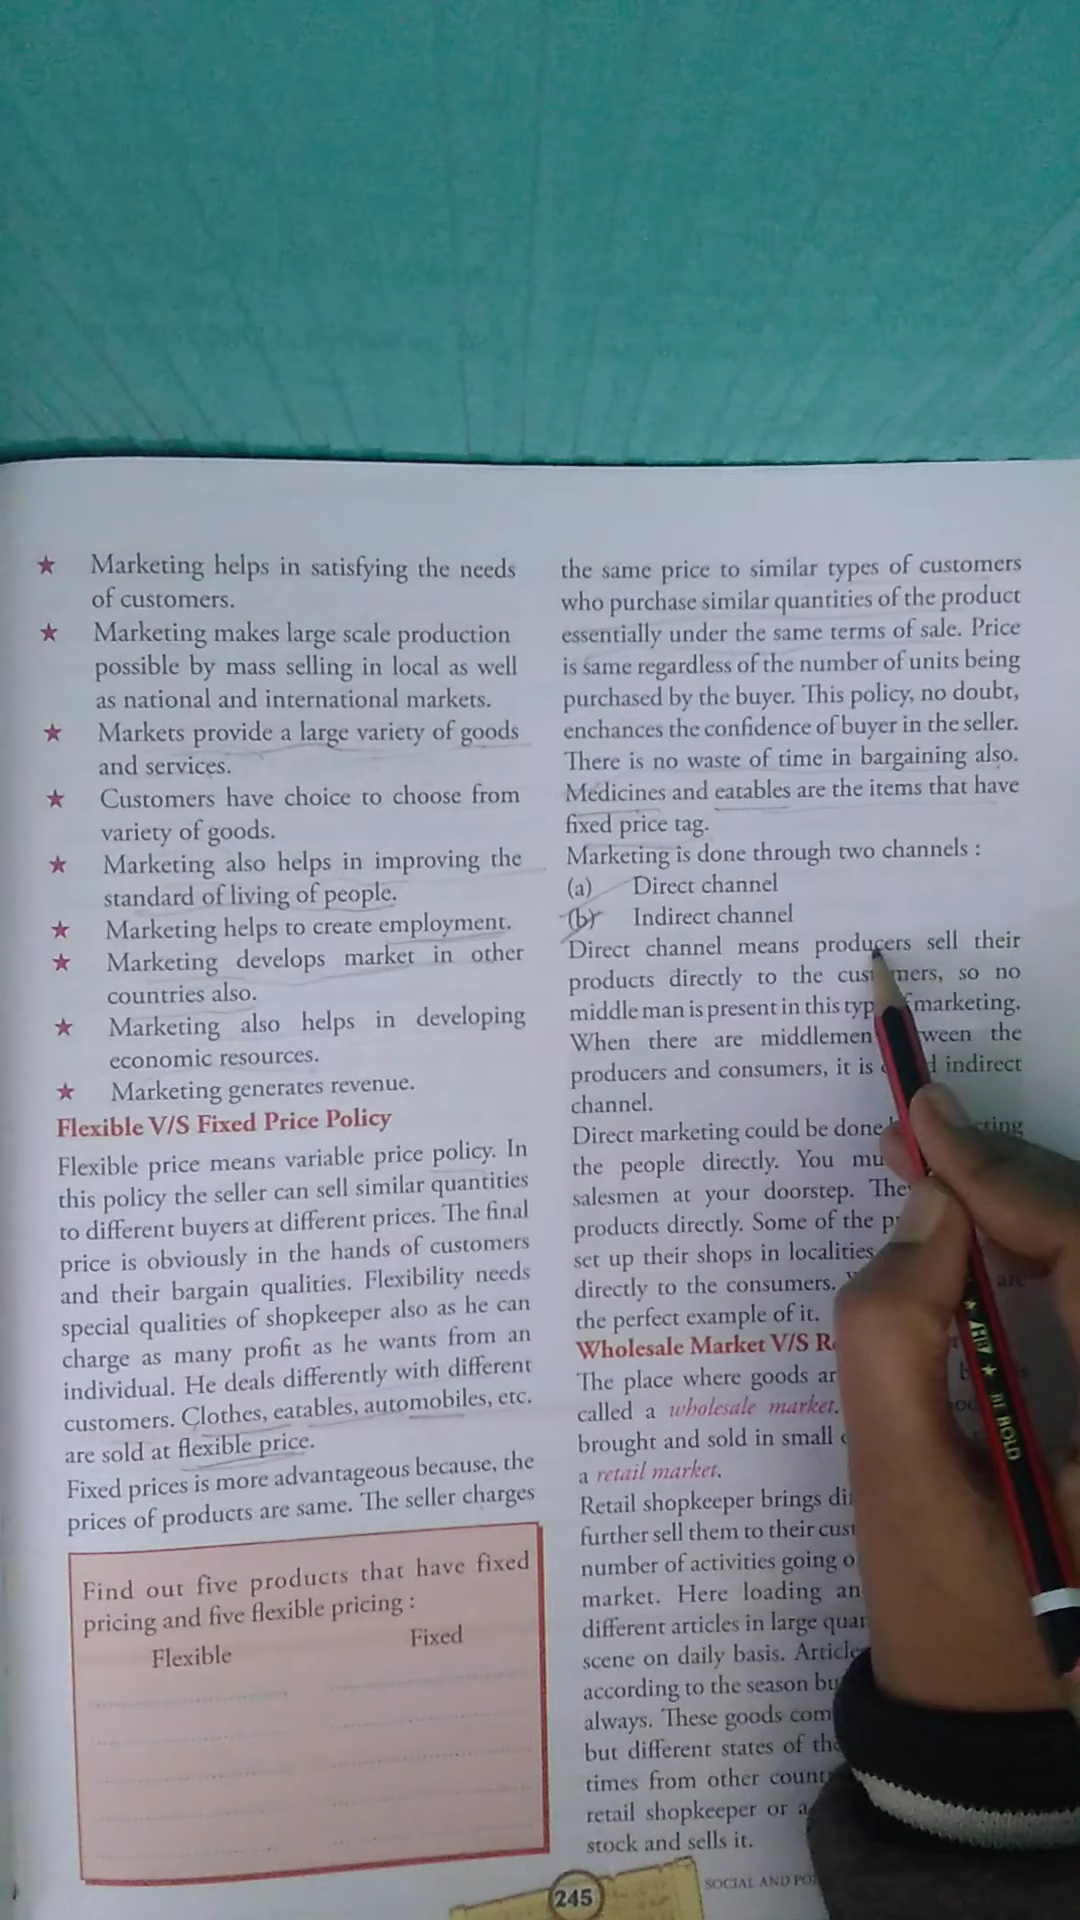 ★ Marketing helps in satisfying the needs
of customers.
★ Marketing makes large scale production
possible by mass selling in local as well
as national and international markets.
★ Markets provide a large variety of goods
and services.
★ Customers have choice to choose from
variety of goods.
★ Marketing also helps in improving the
standard of living of people.
★ Marketing helps to create employment.
★ Marketing develops market in other
countries also.
★ Marketing also helps in developing
economic resources.
★ Marketing generates revenue.
Flexible V/S Fixed Price Policy
Flexible price means variable price policy. In
this policy the seller can sell similar quantities
to different buyers at different prices. The final
price is obviously in the hands of customers
and their bargain qualities. Flexibility needs
special qualities of shopkeeper also as he can
charge as many profit as he wants from an
individual. He deals differently with different
customers. Clothes, eatables, automobiles, etc.
are sold at flexible price.
Fixed prices is more advantageous because, the
prices of products are same. The seller charges
Find out five products that have fixed
pricing and five flexible pricing :
Flexible Fixed
the same price to similar types of customers
who purchase similar quantities of the product
essentially under the same terms of sale. Price
is same regardless of the number of units being
purchased by the buyer. This policy, no doubt,
enchances the confidence of buyer in the seller.
There is no waste of time in bargaining also.
Medicines and eatables are the items that have
fixed price tag.
Marketing is done through two channels :
(a) Direct channel
(b) Indirect channel
Direct channel means producers sell their
products directly to the customers, so no
middle man is present in this marketing.
When there are middlemen the
producers and consumers, it is indirect
channel.
Direct marketing could be done
the people directly. You
salesmen at your doorstep.
products directly. Some of the
set up their shops in localities
directly to the consumers. are
the perfect example of it.
Wholesale Market V/S
The place where goods
called a wholesale market.
brought and sold in small
a retail market.
Retail shopkeeper brings
further sell them to their
number of activities going
market. Here loading
different articles in large
scene on daily basis.
according to the season
always. These goods
but different states of
times from other
retail shopkeeper or
stock and sells it.
245
SOCIAL AND
HB ★ BI BOLD